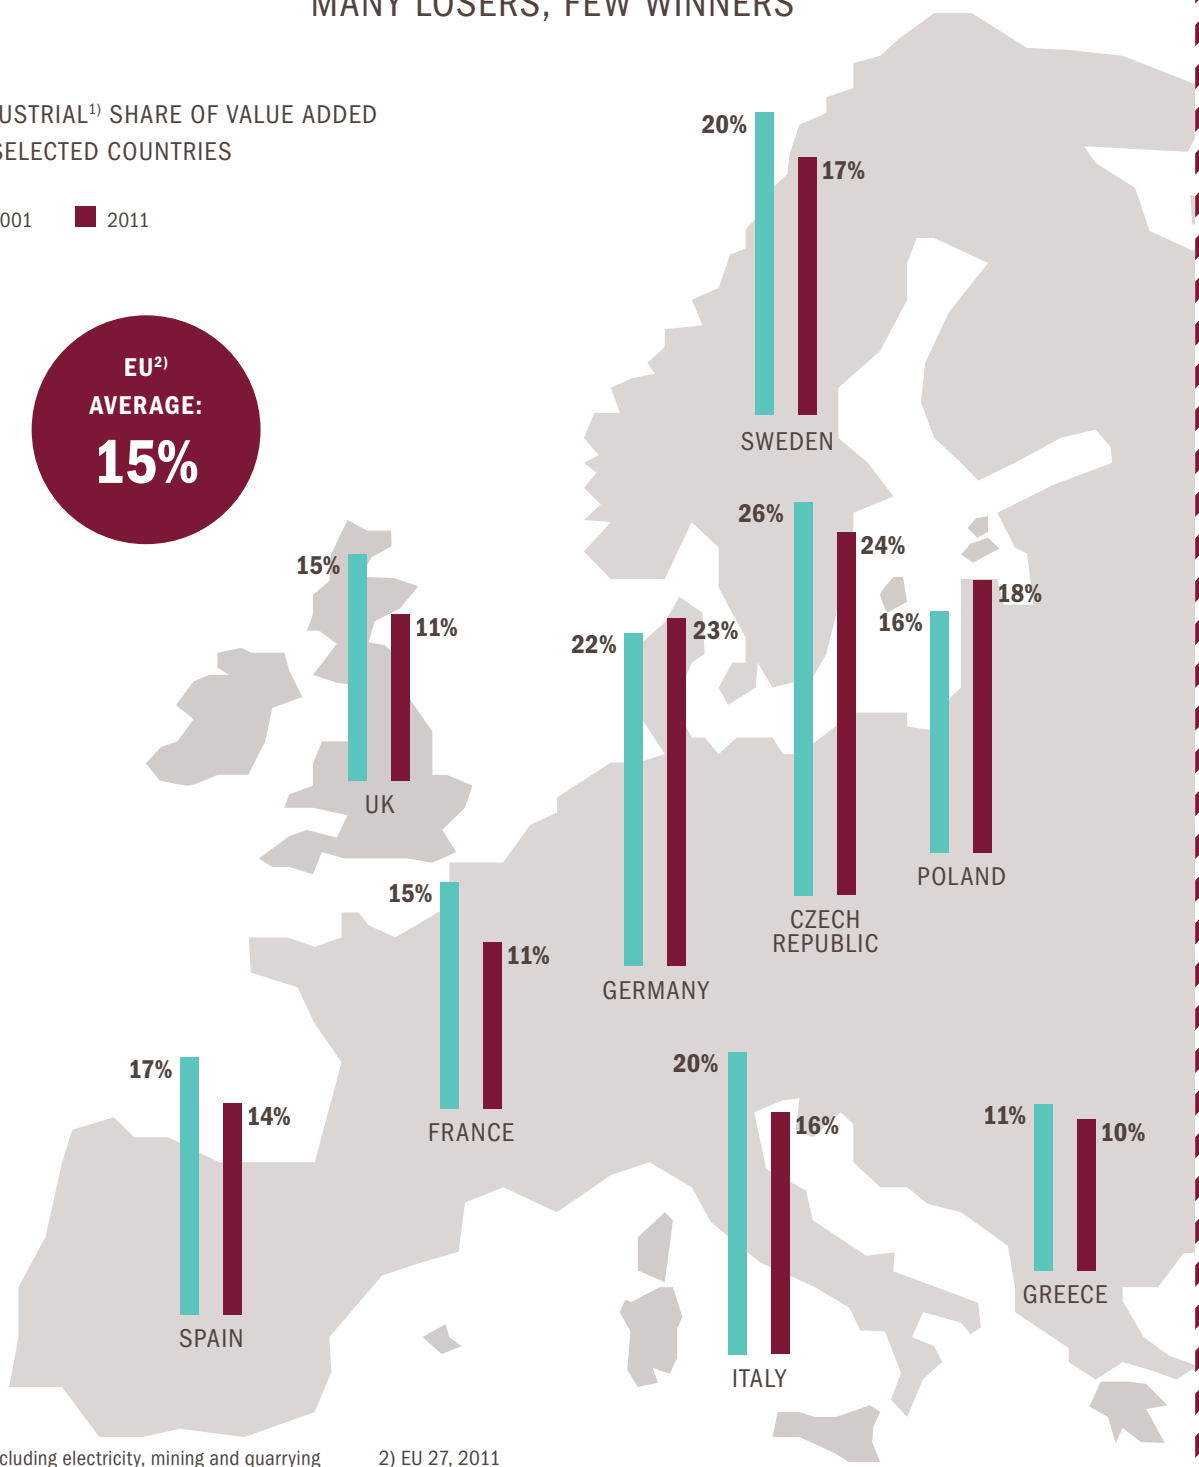 MANY LOSERS, FEW WINNERS
USTRIAL1) SHARE OF VALUE ADDED
SELECTED COUNTRIES
001 2011
EU2)
AVERAGE:
15%
20%
17%
SWEDEN
26%
24%
CZECH
REPUBLIC
15%
11%
UK
22%
23%
GERMANY
16%
18%
POLAND
15%
11%
FRANCE
17%
14%
SPAIN
20%
16%
ITALY
11%
10%
GREECE
cluding electricity, mining and quarrying 2) EU 27, 2011